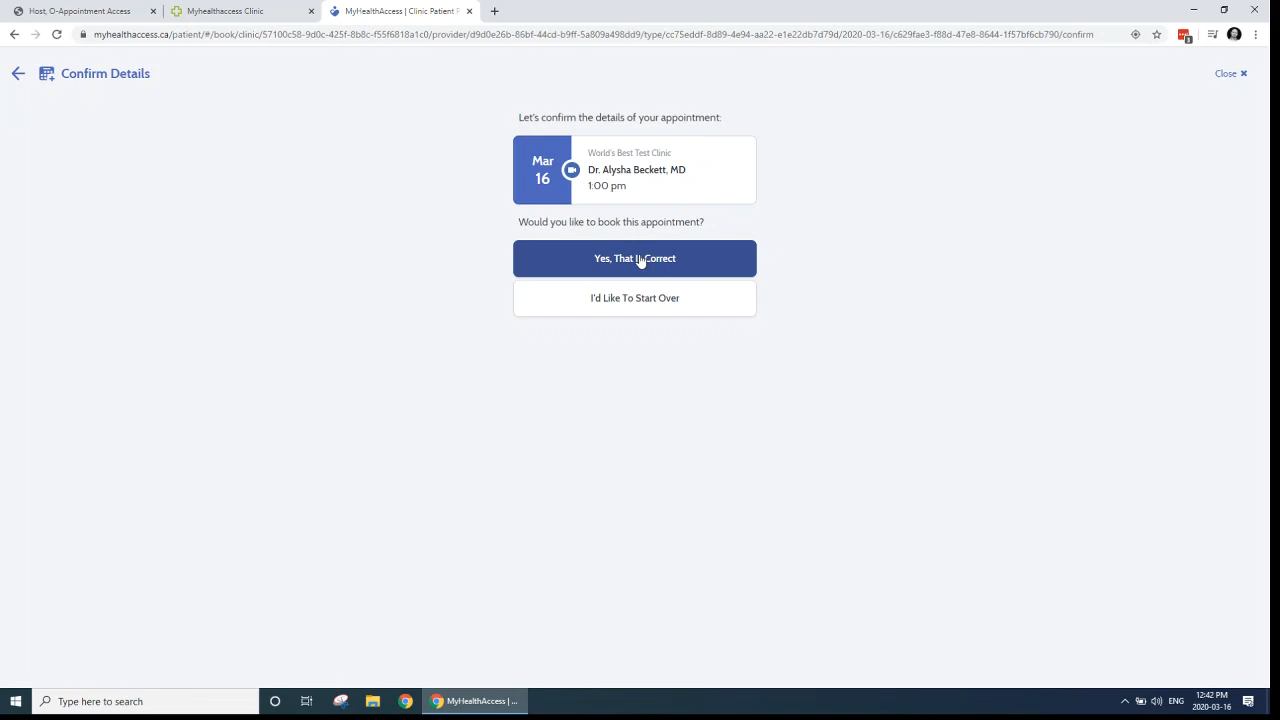 Host, O-Appointment Access
Myhealthaccess Clinic
MyHealthAccess | Clinic Patient P
myhealthaccess.ca/patient/#/book/clinic/57100c58-9d0c-425f-8b8c-f55f6818a1c0/provider/d9d0e26b-86bf-44cd-b9ff-5a809a498dd9/type/cc75eddf-8d89-4e94-aa22-e1e22db7d79d/2020-03-16/c629fae3-f88d-47e8-8644-1f57bf6cb790/confirm
Confirm Details
Close
Let's confirm the details of your appointment:
Mar
16
World's Best Test Clinic
Dr. Alysha Beckett, MD
1:00 pm
Would you like to book this appointment?
Yes, That Is Correct
I'd Like To Start Over
Type here to search
MyHealthAccess | ...
ENG
12:42 PM
2020-03-16